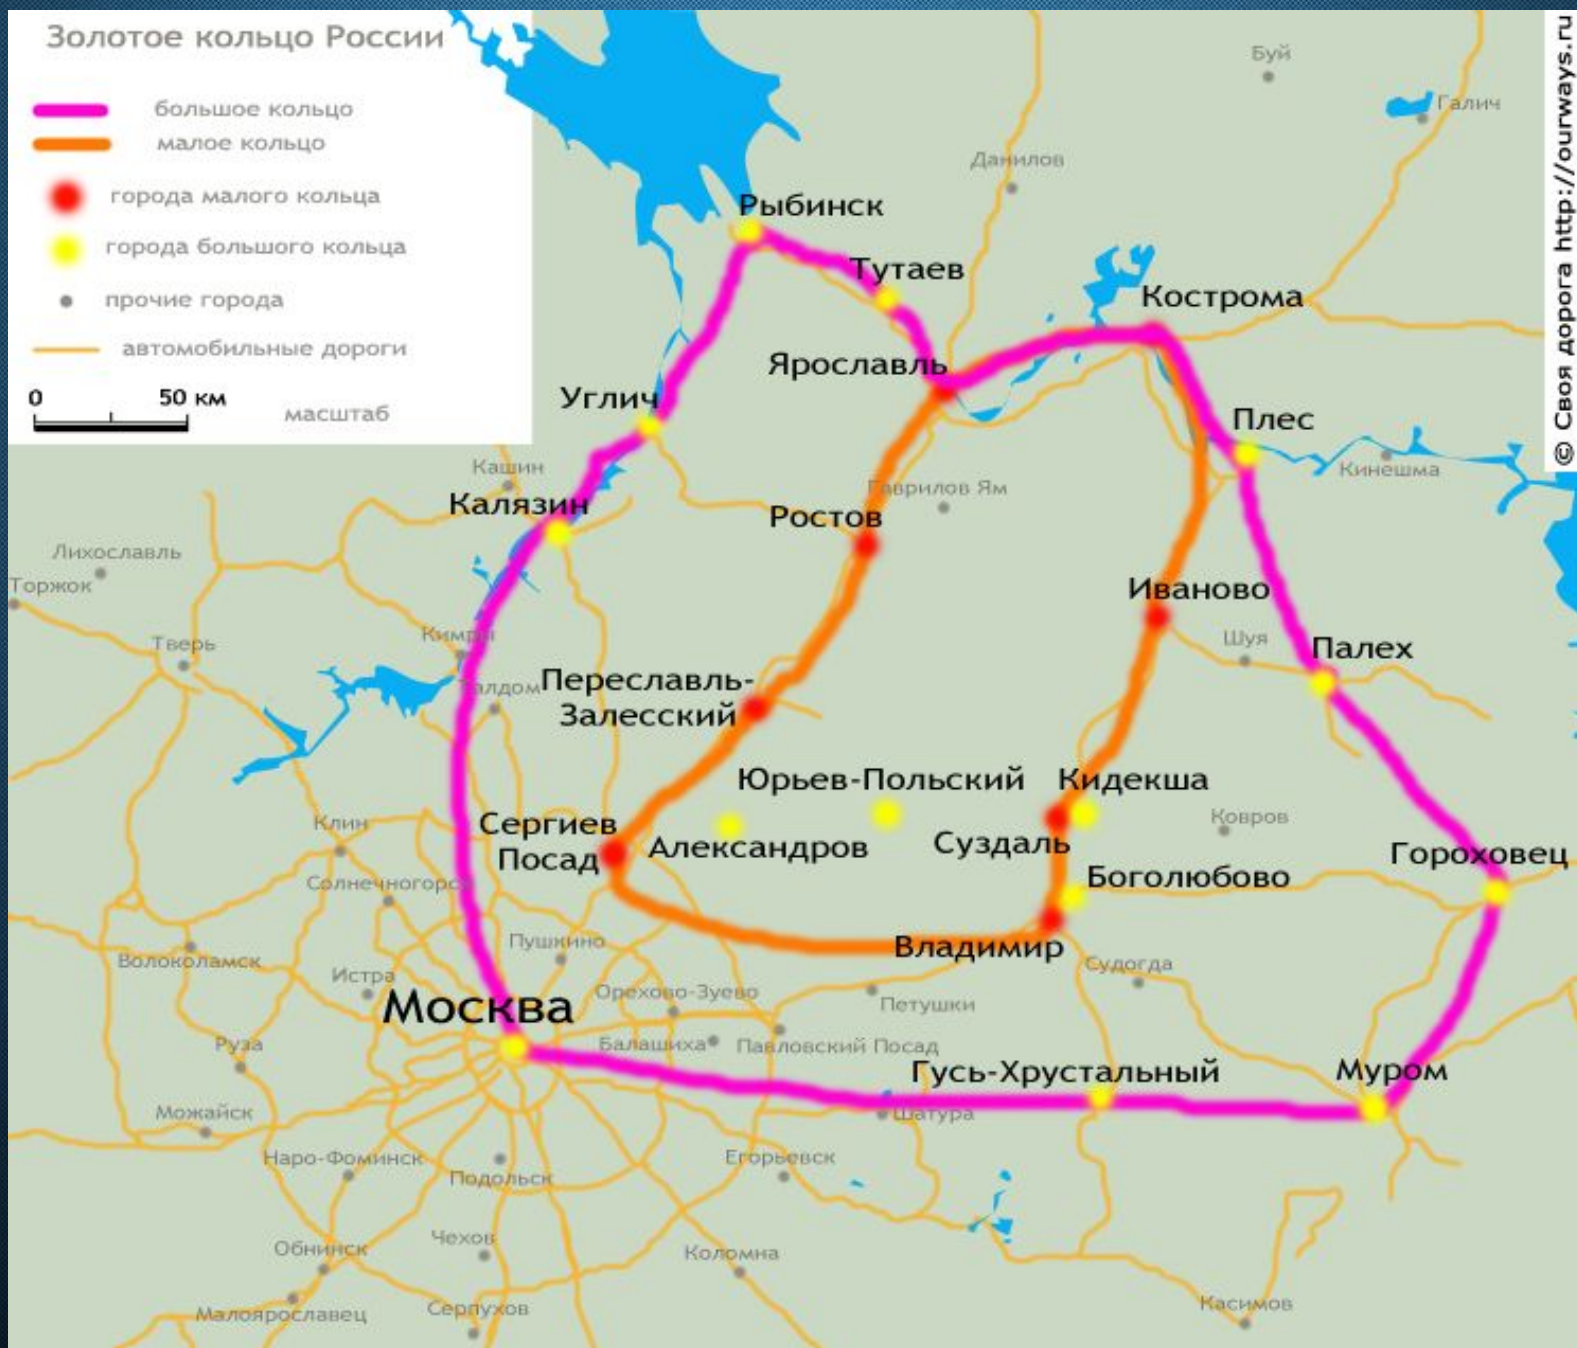 Золотое кольцо России
большое кольцо
малое кольцо
города малого кольца
города большого кольца
прочие города
автомобильные дороги
0 50 км
масштаб
© Своя дорога http://ourways.ru
Буй
Галич
Данилов
Рыбинск
Тутаев
Кострома
Ярославль
Углич
Плес
Кашин
Кинешма
Калязин
Гаврилов Ям
Ростов
Лихославль
Торжок
Иваново
Тверь
Кимры
Шуя
Палех
Талдом
Переславль-
Залесский
Юрьев-Польский
Кидекша
Клин
Сергиев
Посад
Александров
Суздаль
Ковров
Гороховец
Солнечногорск
Боголюбово
Пушкино
Владимир
Волоколамск
Истра
Судогда
Москва
Орехово-Зуево
Петушки
Руза
Балашиха
Павловский Посад
Гусь-Хрустальный
Муром
Можайск
Шатура
Наро-Фоминск
Подольск
Егорьевск
Чехов
Обнинск
Коломна
Малоярославец
Серпухов
Касимов